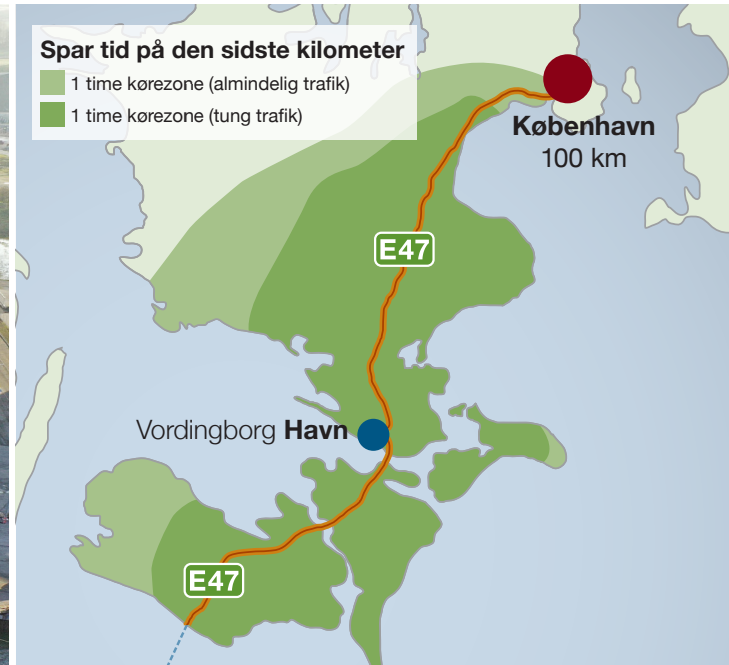 Spar tid på den sidste kilometer
1 time kørezone (almindelig trafik)
1 time kørezone (tung trafik)
København
100 km
E47
Vordingborg Havn
E47